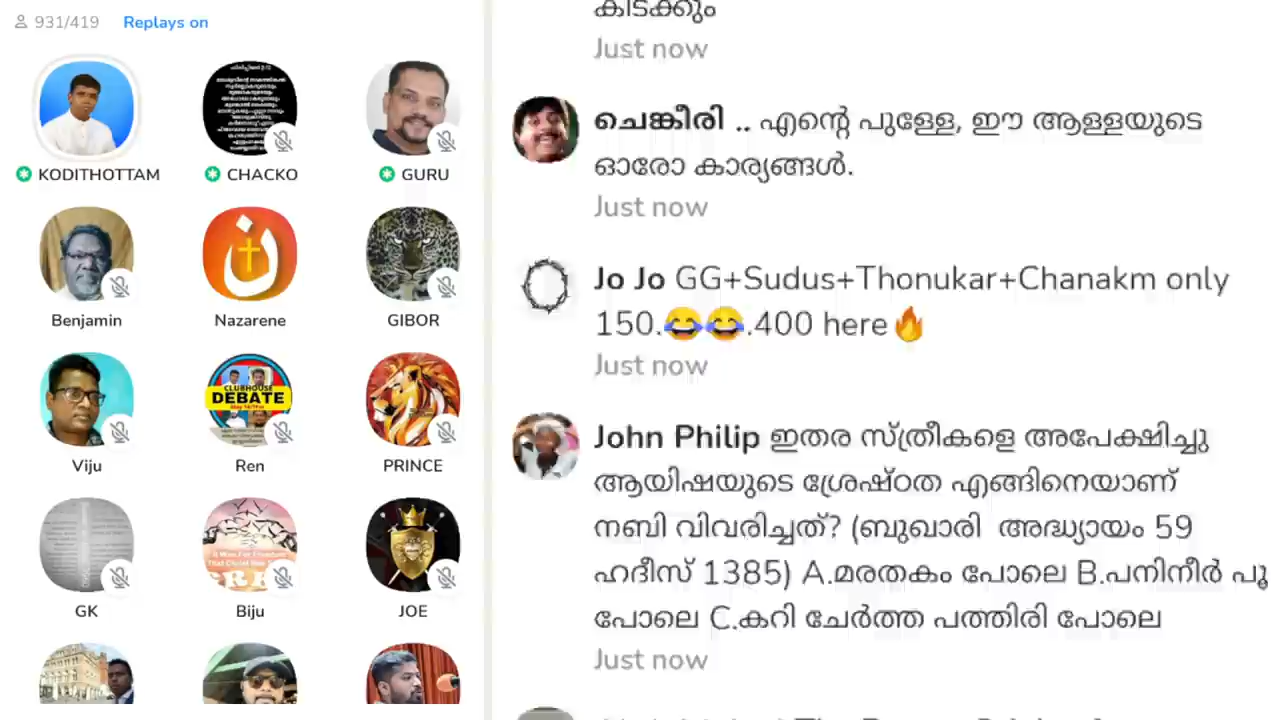 931/419 Replays on
KODITHOTTAM CHACKO GURU
Benjamin Nazarene GIBOR
CLUBHOUSE
DEBATE
Viju Ren PRINCE
GK Biju JOE
കിടക്കും
Just now
ചെങ്കീരി .. എന്റെ പുള്ളേ, ഈ ആള്ളയുടെ
ഓരോ കാര്യങ്ങൾ.
Just now
Jo Jo GG+Sudus+Thonukar+Chanakm only
150.😂😂.400 here🔥
Just now
John Philip ഇതര സ്ത്രീകളെ അപേക്ഷിച്ചു
ആയിഷയുടെ ശ്രേഷ്ഠത എങ്ങിനെയാണ്
നബി വിവരിച്ചത്? (ബുഖാരി അദ്ധ്യായം 59
ഹദീസ് 1385) A.മരതകം പോലെ B.പനിനീർ പൂ
പോലെ C.കറി ചേർത്ത പത്തിരി പോലെ
Just now